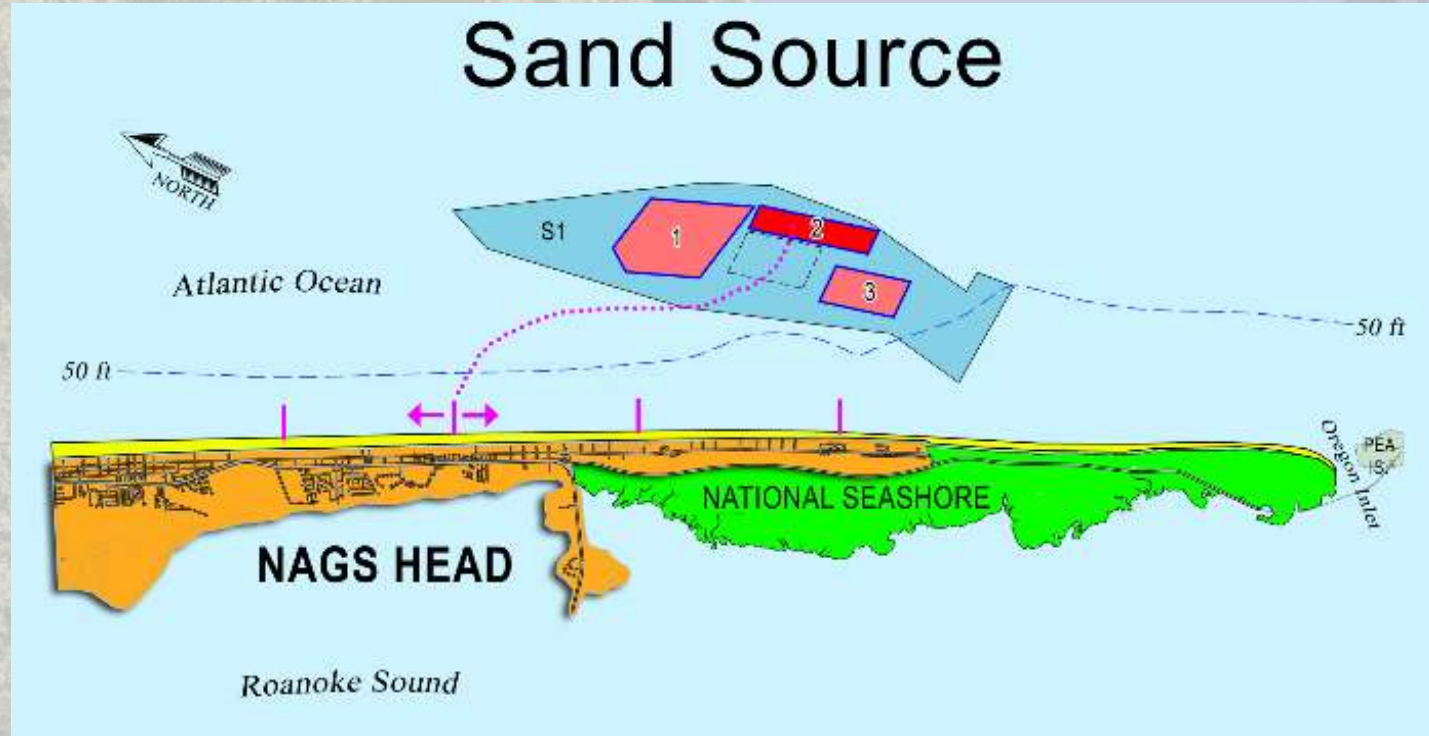 Sand Source
NORTH
Atlantic Ocean
S1
1
2
3
50 ft
50 ft
Oregon Inlet
PEA
IS.
NATIONAL SEASHORE
NAGS HEAD
Roanoke Sound